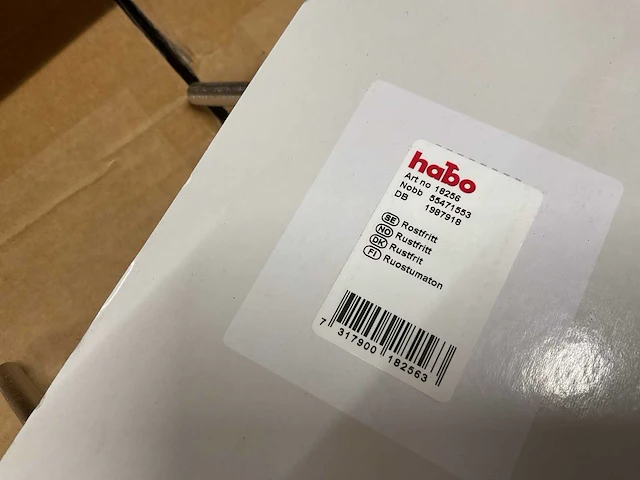 habo
Art no 18256
Nobb 55471553
DB 1987918
SE Rostfritt
NO Rustfritt
DK Rustfrit
FI Ruostumaton
7 317900 182563